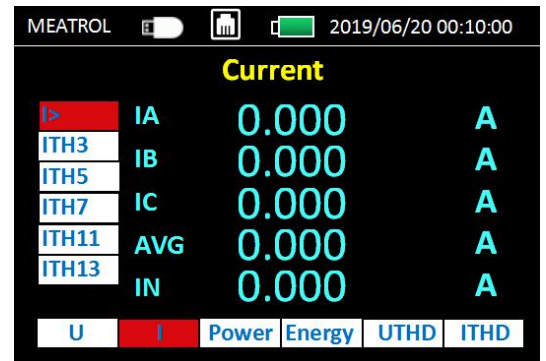 MEATROL 2019/06/20 00:10:00
Current
I>
ITH3
ITH5
ITH7
ITH11
ITH13
IA 0.000 A
IB 0.000 A
IC 0.000 A
AVG 0.000 A
IN 0.000 A
U I Power Energy UTHD ITHD